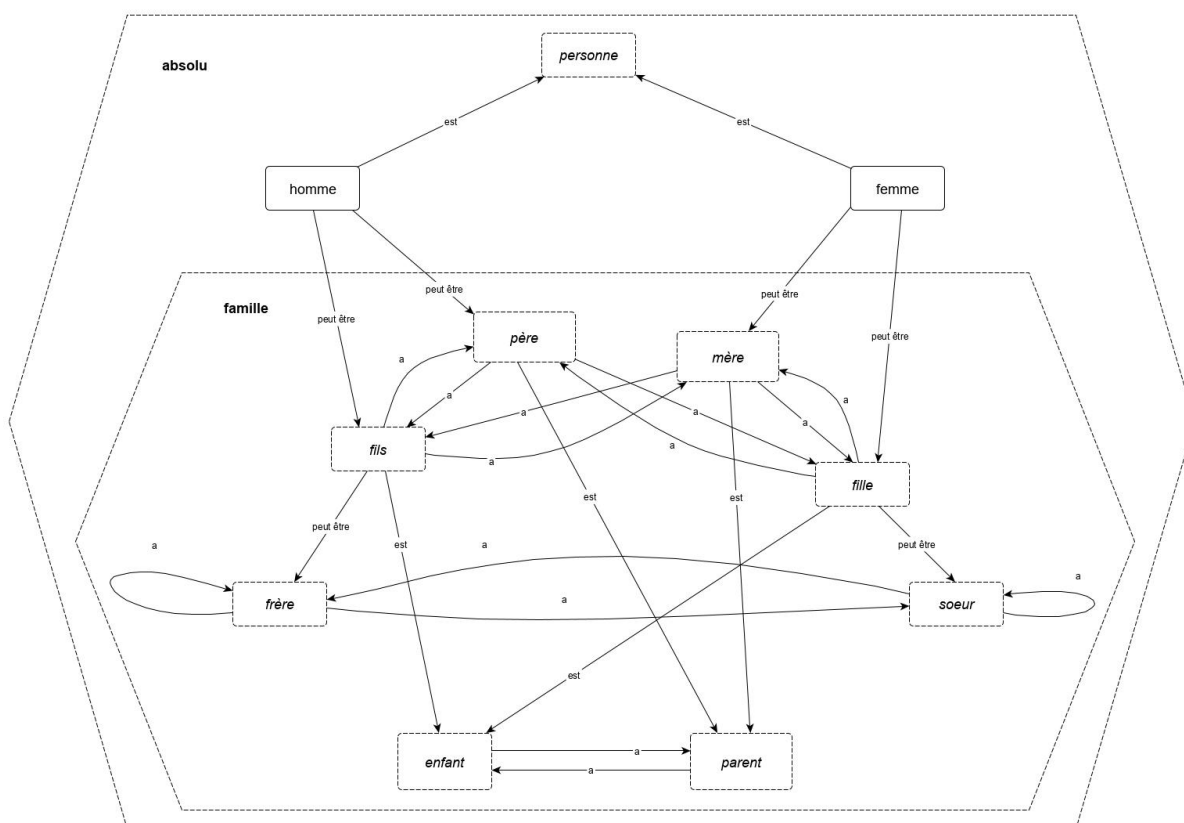 personne
absolu
est
est
homme
femme
peut être
peut être
famille
peut être
peut être
père
mère
a
a
a
a
a
a
fils
a
a
a
fille
est
est
peut être
est
peut être
a
a
a
frère
a
soeur
est
enfant
a
parent
a